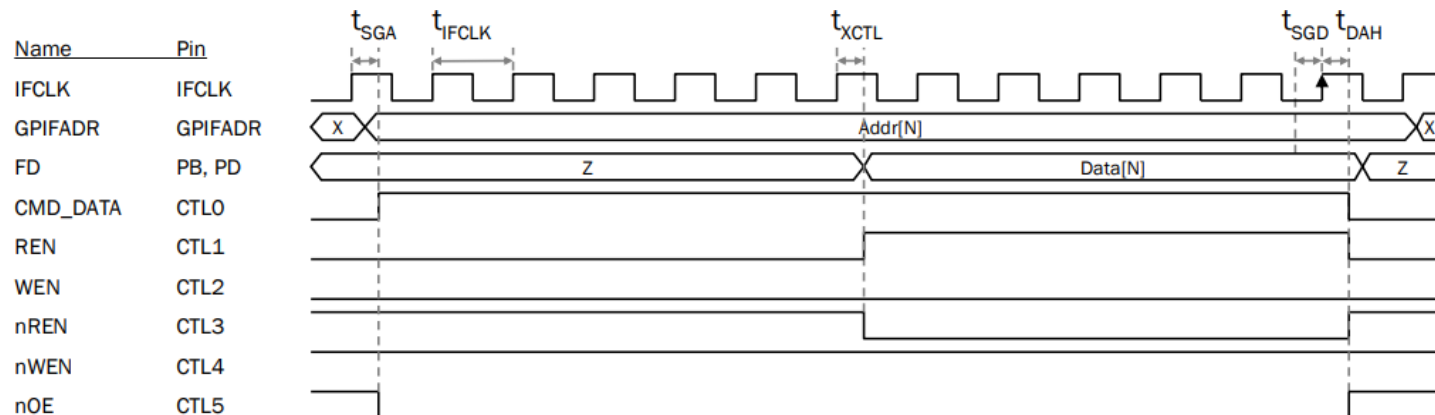 tSGA tIFCLK tXCTL tSGD tDAH
Name Pin
IFCLK IFCLK
GPIFADR GPIFADR X Addr[N] X
FD PB, PD Z Data[N] Z
CMD_DATA CTL0
REN CTL1
WEN CTL2
nREN CTL3
nWEN CTL4
nOE CTL5